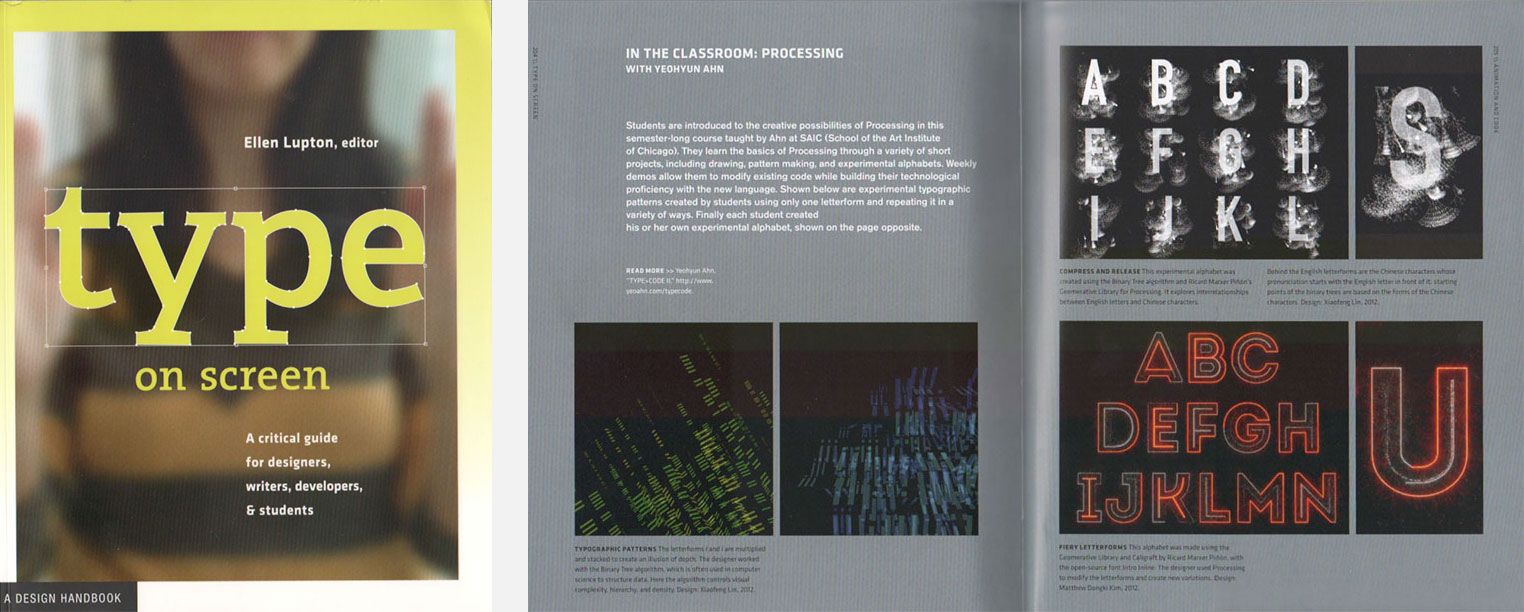 Ellen Lupton, editor
type
on screen
A critical guide
for designers,
writers, developers,
& students
A DESIGN HANDBOOK
TYPE ON SCREEN
IN THE CLASSROOM: PROCESSING
WITH YEOHYUN AHN
Students are introduced to the creative possibilities of Processing in this
semester-long course taught by Ahn at SAIC (School of the Art Institute
of Chicago). They learn the basics of Processing through a variety of short
projects, including drawing, pattern making, and experimental alphabets. Weekly
demos allow them to modify existing code while building their technological
proficiency with the new language. Shown below are experimental typographic
patterns created by students using only one letterform and repeating it in a
variety of ways. Finally each student created
his or her own experimental alphabet, shown on the page opposite.
READ MORE >> Yeohyun Ahn,
"TYPE+CODE II," http://www.
yeoahn.com/typecode.
TYPOGRAPHIC PATTERNS The letterforms i and l are multiplied
and stacked to create an illusion of depth. The designer worked
with the Binary Tree algorithm, which is often used in computer
science to structure data. Here the algorithm controls visual
complexity, hierarchy, and density. Design: Xiaofeng Lin, 2012.
A B C D
E F G H
I J K L
S
COMPRESS AND RELEASE This experimental alphabet was
created using the Binary Tree algorithm and Ricard Marxer Piñón's
Geomerative Library for Processing. It explores interrelationships
between English letters and Chinese characters.
Behind the English letterforms are the Chinese characters whose
pronunciation starts with the English letter in front of it; starting
points of the binary trees are based on the forms of the Chinese
characters. Design: Xiaofeng Lin, 2012.
ABC
DEFGH
IJKLMN
U
FIERY LETTERFORMS This alphabet was made using the
Geomerative Library and Caligraft by Ricard Marxer Piñón, with
the open-source font Intro Inline. The designer used Processing
to modify the letterforms and create new variations. Design:
Matthew Dongki Kim, 2012.
ANIMATION AND CODE